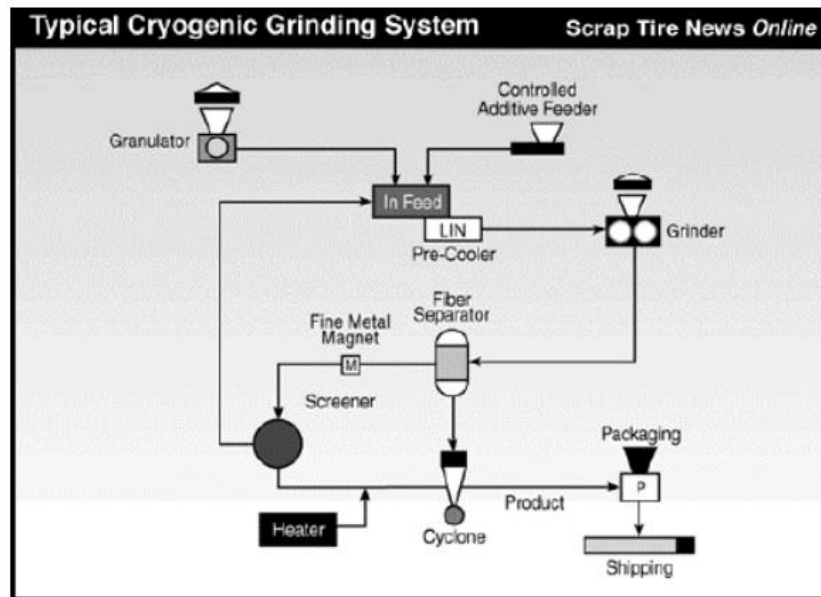 Typical Cryogenic Grinding System
Scrap Tire News Online
Controlled
Additive Feeder
Granulator
In Feed
LIN
Pre-Cooler
Grinder
Fiber
Separator
Fine Metal
Magnet
M
Screener
Packaging
P
Product
Heater
Cyclone
Shipping